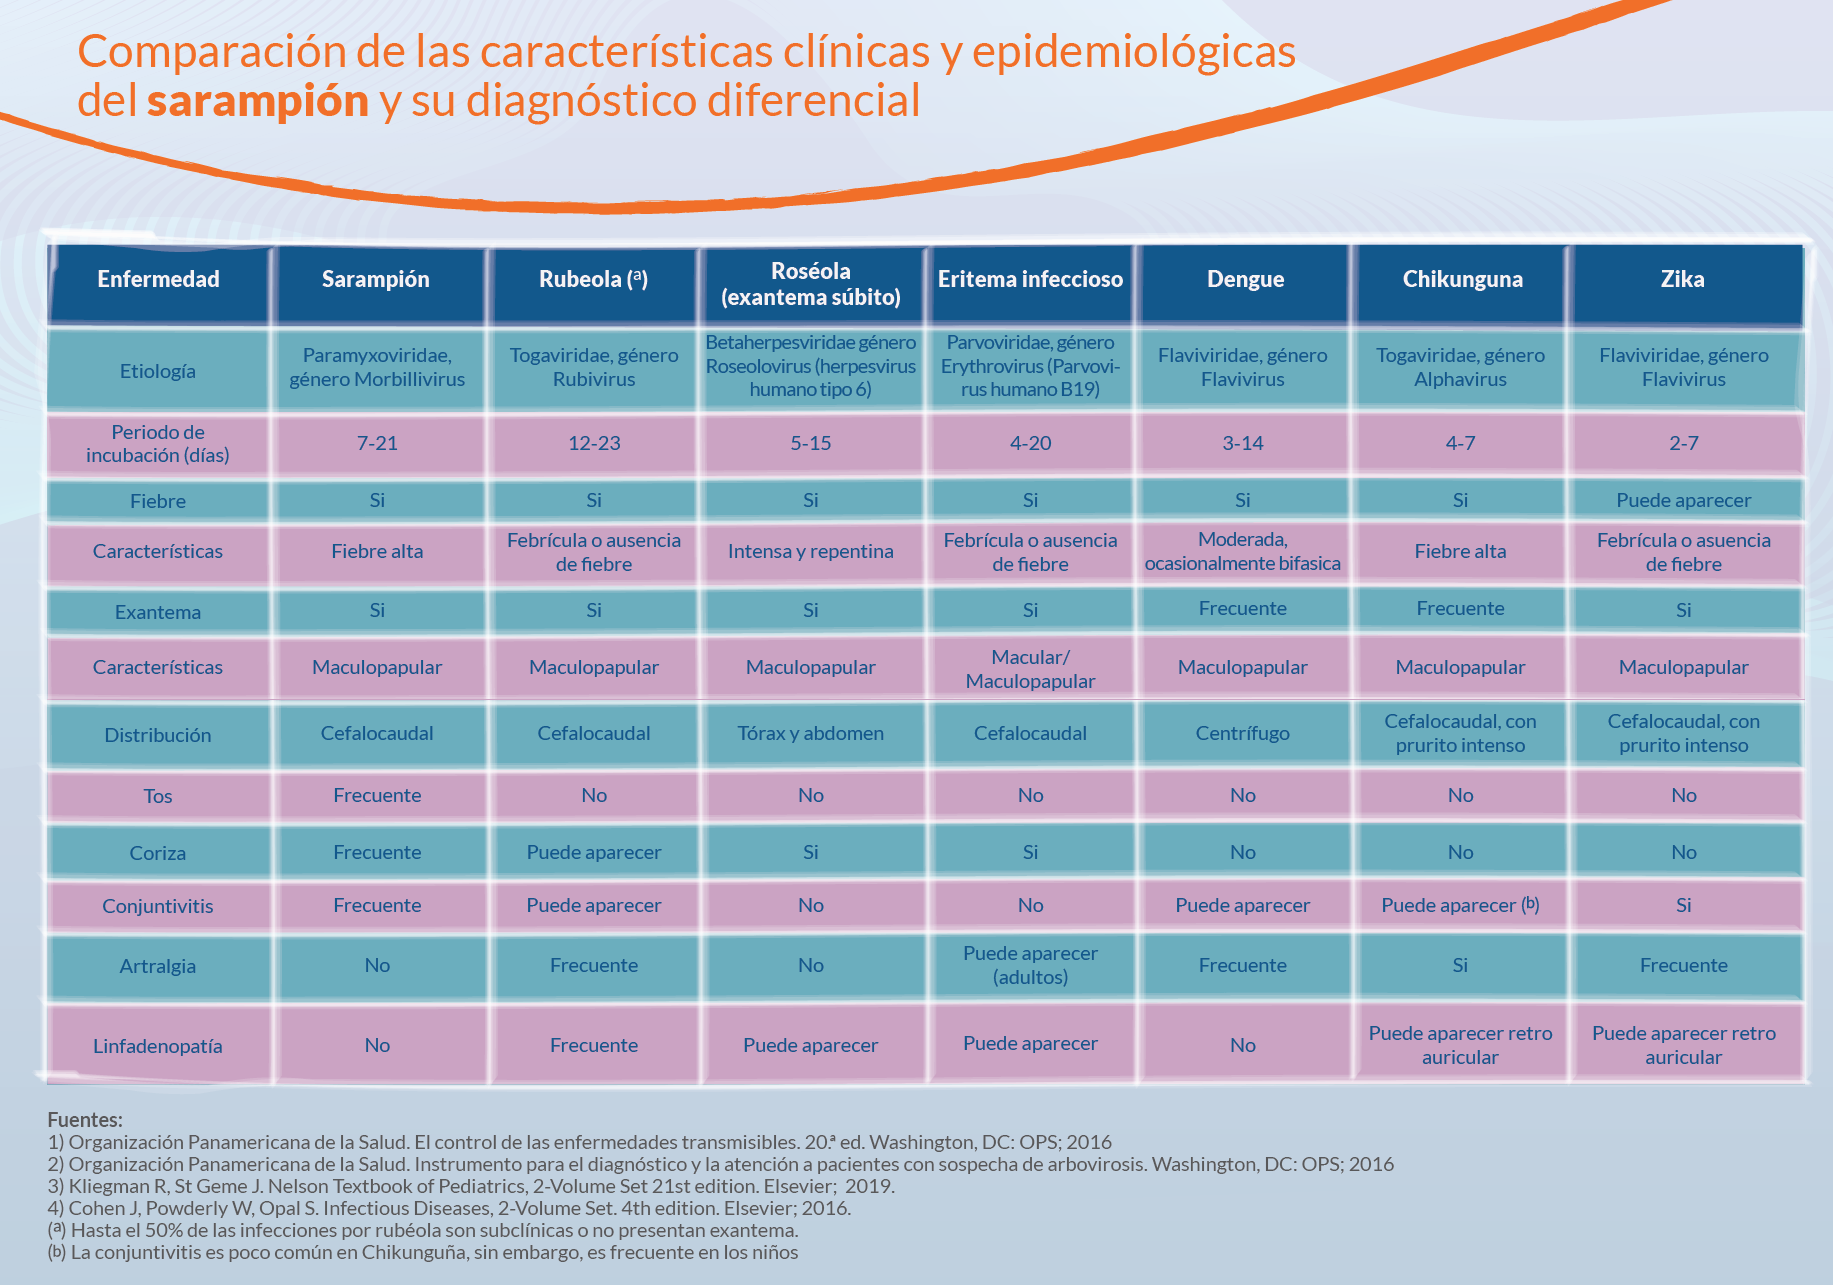 Comparación de las características clínicas y epidemiológicas
del sarampión y su diagnóstico diferencial
Enfermedad
Sarampión
Rubeola (ª)
Roséola
(exantema súbito)
Eritema infeccioso
Dengue
Chikunguna
Zika
Etiología
Paramyxoviridae,
género Morbillivirus
Togaviridae, género
Rubivirus
Betaherpesviridae género
Roseolovirus (herpesvirus
humano tipo 6)
Parvoviridae, género
Erythrovirus (Parvovi-
rus humano B19)
Flaviviridae, género
Flavivirus
Togaviridae, género
Alphavirus
Flaviviridae, género
Flavivirus
Periodo de
incubación (días)
7-21
12-23
5-15
4-20
3-14
4-7
2-7
Fiebre
Si
Si
Si
Si
Si
Si
Puede aparecer
Características
Fiebre alta
Febrícula o ausencia
de fiebre
Intensa y repentina
Febrícula o ausencia
de fiebre
Moderada,
ocasionalmente bifasica
Fiebre alta
Febrícula o asuencia
de fiebre
Exantema
Si
Si
Si
Si
Frecuente
Frecuente
Si
Características
Maculopapular
Maculopapular
Maculopapular
Macular/
Maculopapular
Maculopapular
Maculopapular
Maculopapular
Distribución
Cefalocaudal
Cefalocaudal
Tórax y abdomen
Cefalocaudal
Centrífugo
Cefalocaudal, con
prurito intenso
Cefalocaudal, con
prurito intenso
Tos
Frecuente
No
No
No
No
No
No
Coriza
Frecuente
Puede aparecer
Si
Si
No
No
No
Conjuntivitis
Frecuente
Puede aparecer
No
No
Puede aparecer
Puede aparecer (ᵇ)
Si
Artralgia
No
Frecuente
No
Puede aparecer
(adultos)
Frecuente
Si
Frecuente
Linfadenopatía
No
Frecuente
Puede aparecer
Puede aparecer
No
Puede aparecer retro
auricular
Puede aparecer retro
auricular
Fuentes:
1) Organización Panamericana de la Salud. El control de las enfermedades transmisibles. 20.ª ed. Washington, DC: OPS; 2016
2) Organización Panamericana de la Salud. Instrumento para el diagnóstico y la atención a pacientes con sospecha de arbovirosis. Washington, DC: OPS; 2016
3) Kliegman R, St Geme J. Nelson Textbook of Pediatrics, 2-Volume Set 21st edition. Elsevier; 2019.
4) Cohen J, Powderly W, Opal S. Infectious Diseases, 2-Volume Set. 4th edition. Elsevier; 2016.
(ª) Hasta el 50% de las infecciones por rubéola son subclínicas o no presentan exantema.
(ᵇ) La conjuntivitis es poco común en Chikunguña, sin embargo, es frecuente en los niños